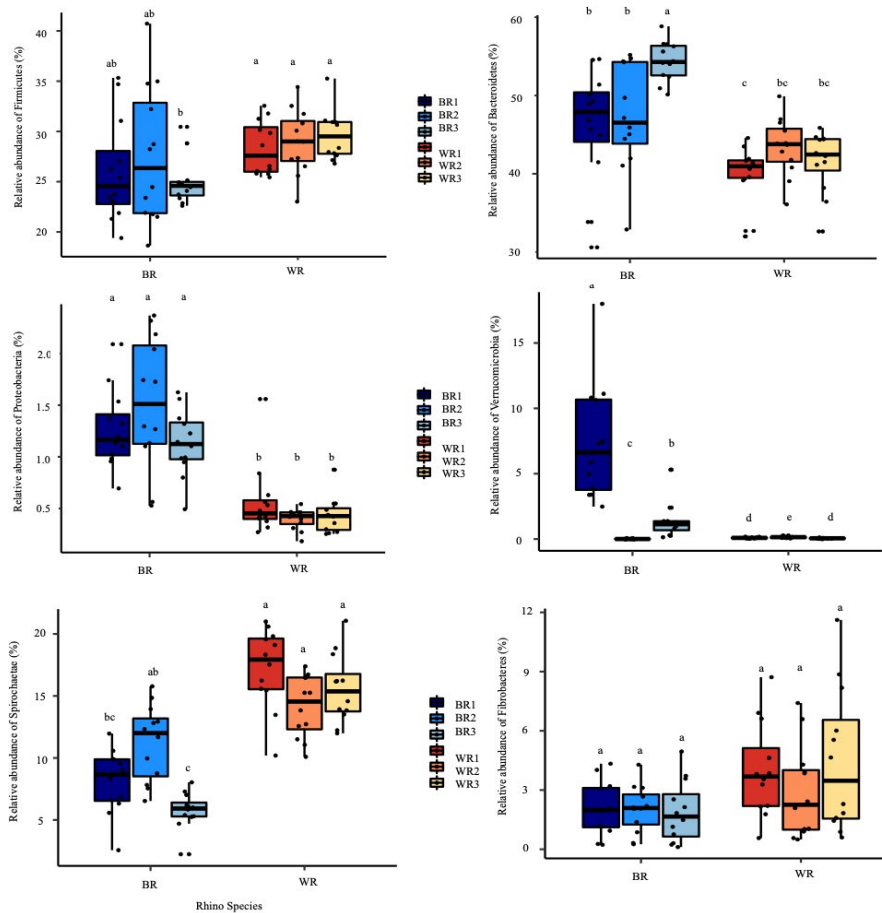 Relative abundance of Firmicutes (%)
40
35
30
25
20
ab
ab
b
a
a
a
BR
WR
BR1
BR2
BR3
WR1
WR2
WR3
Relative abundance of Bacteroidetes (%)
60
50
40
30
b
b
a
c
bc
bc
BR
WR
Relative abundance of Proteobacteria (%)
2.0
1.5
1.0
0.5
a
a
a
b
b
b
BR
WR
BR1
BR2
BR3
WR1
WR2
WR3
Relative abundance of Verrucomicrobia (%)
15
10
5
0
a
c
b
d
e
d
BR
WR
Relative abundance of Spirochaetae (%)
20
15
10
5
bc
ab
c
a
a
a
BR
WR
Rhino Species
BR1
BR2
BR3
WR1
WR2
WR3
Relative abundance of Fibrobacteres (%)
12
9
6
3
0
a
a
a
a
a
a
BR
WR